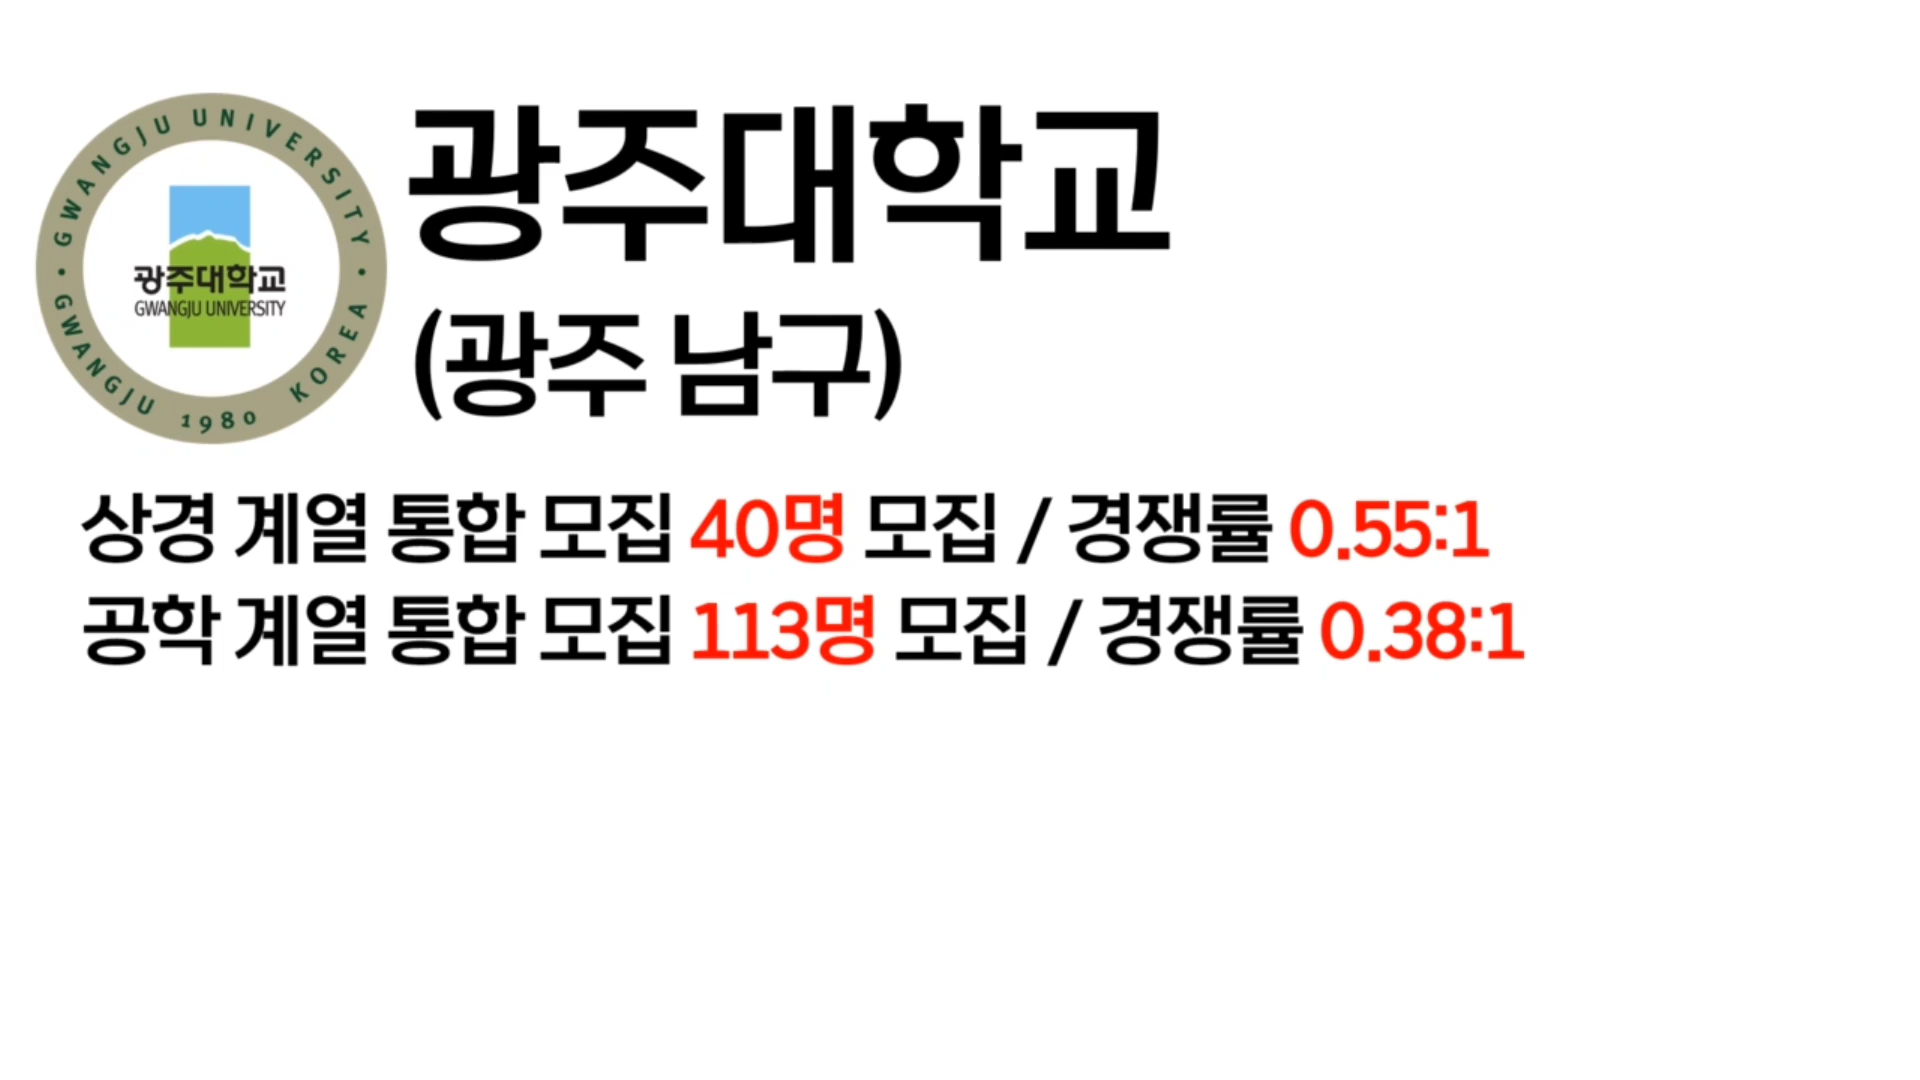 GWANGJU UNIVERSITY
광주대학교
GWANGJU UNIVERSITY
GWANGJU 1980 KOREA
광주대학교
(광주 남구)
상경 계열 통합 모집 40명 모집 / 경쟁률 0.55:1
공학 계열 통합 모집 113명 모집 / 경쟁률 0.38:1